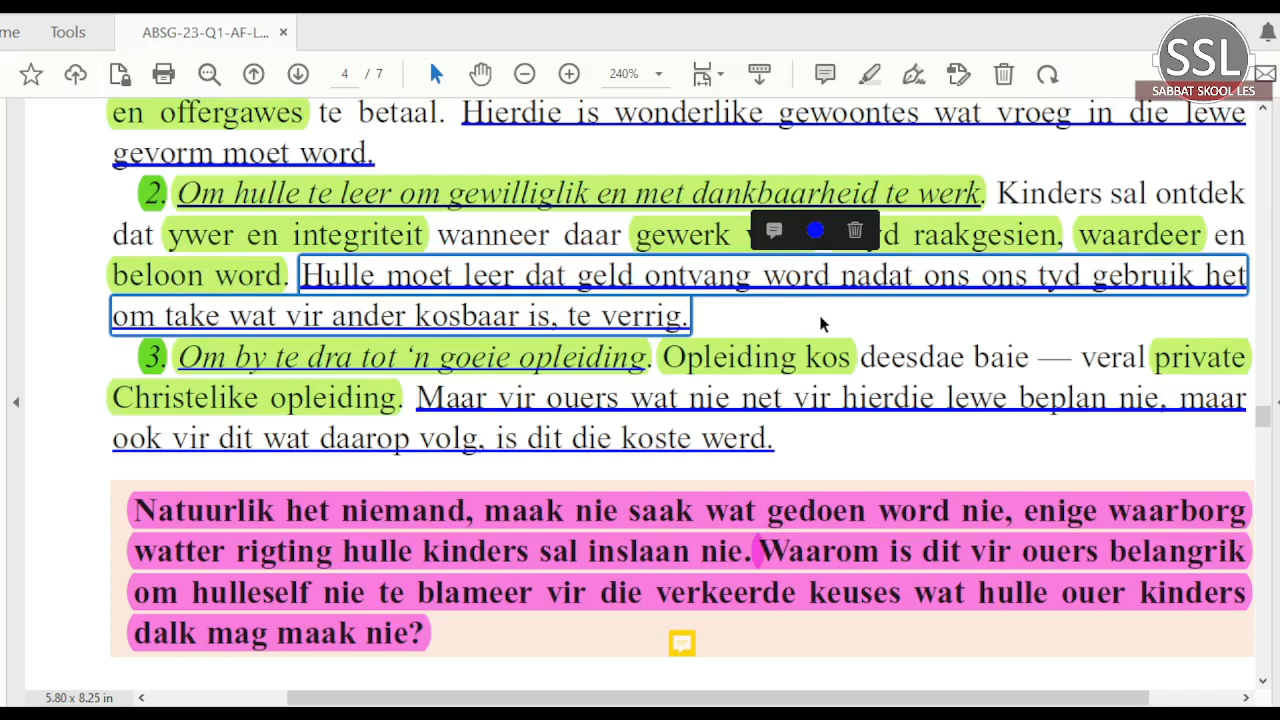 me Tools ABSG-23-Q1-AF-L... ×
SSL
SABBAT SKOOL LES
4 / 7 240%
en offergawes te betaal. Hierdie is wonderlike gewoontes wat vroeg in die lewe
gevorm moet word.
2. Om hulle te leer om gewilliglik en met dankbaarheid te werk. Kinders sal ontdek
dat ywer en integriteit wanneer daar gewerk raakgesien, waardeer en
beloon word. Hulle moet leer dat geld ontvang word nadat ons ons tyd gebruik het
om take wat vir ander kosbaar is, te verrig.
3. Om by te dra tot ‘n goeie opleiding. Opleiding kos deesdae baie — veral private
Christelike opleiding. Maar vir ouers wat nie net vir hierdie lewe beplan nie, maar
ook vir dit wat daarop volg, is dit die koste werd.
Natuurlik het niemand, maak nie saak wat gedoen word nie, enige waarborg
watter rigting hulle kinders sal inslaan nie. Waarom is dit vir ouers belangrik
om hulleself nie te blameer vir die verkeerde keuses wat hulle ouer kinders
dalk mag maak nie?
5.80 x 8.25 in